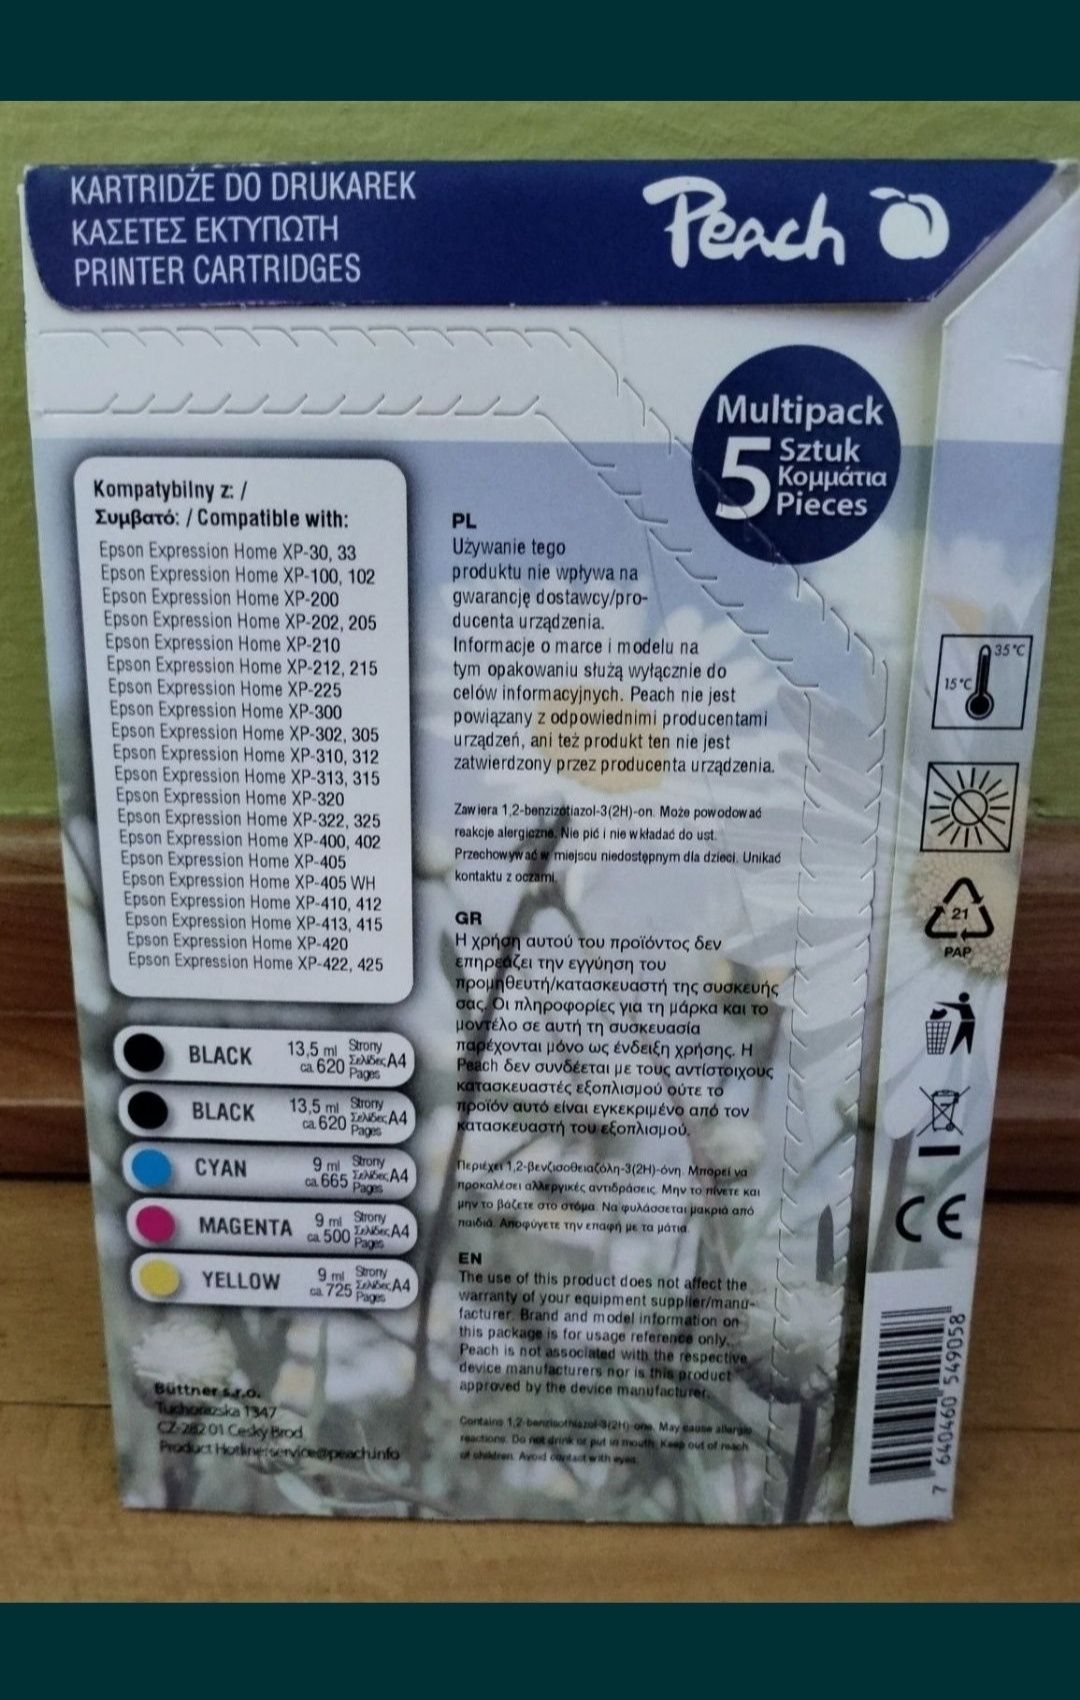 KARTRIDŻE DO DRUKAREK
ΚΑΣΕΤΕΣ ΕΚΤΥΠΩΤΗ
PRINTER CARTRIDGES
Peach
Multipack
5 Sztuk
Κομμάτια
Pieces
Kompatybilny z: /
Συμβατό: / Compatible with:
Epson Expression Home XP-30, 33
Epson Expression Home XP-100, 102
Epson Expression Home XP-200
Epson Expression Home XP-202, 205
Epson Expression Home XP-210
Epson Expression Home XP-212, 215
Epson Expression Home XP-225
Epson Expression Home XP-300
Epson Expression Home XP-302, 305
Epson Expression Home XP-310, 312
Epson Expression Home XP-313, 315
Epson Expression Home XP-320
Epson Expression Home XP-322, 325
Epson Expression Home XP-400, 402
Epson Expression Home XP-405
Epson Expression Home XP-405 WH
Epson Expression Home XP-410, 412
Epson Expression Home XP-413, 415
Epson Expression Home XP-420
Epson Expression Home XP-422, 425
BLACK 13,5 ml ca. 620 Strony Σελίδες Pages A4
BLACK 13,5 ml ca. 620 Strony Σελίδες Pages A4
CYAN 9 ml ca. 665 Strony Σελίδες Pages A4
MAGENTA 9 ml ca. 500 Strony Σελίδες Pages A4
YELLOW 9 ml ca. 725 Strony Σελίδες Pages A4
Büttner s.r.o.
1347
CZ-282 01 Cesky Brod
Product Hotline: service@peach.info
PL
Używanie tego
produktu nie wpływa na
gwarancję dostawcy/pro-
ducenta urządzenia.
Informacje o marce i modelu na
tym opakowaniu służą wyłącznie do
celów informacyjnych. Peach nie jest
powiązany z odpowiednimi producentami
urządzeń, ani też produkt ten nie jest
zatwierdzony przez producenta urządzenia.
Zawiera 1,2-benzizotiazol-3(2H)-on. Może powodować
reakcje alergiczne. Nie pić i nie wkładać do ust.
Przechowywać w miejscu niedostępnym dla dzieci. Unikać
kontaktu z oczami.
GR
Η χρήση αυτού του προϊόντος δεν
επηρεάζει την εγγύηση του
προμηθευτή/κατασκευαστή της συσκευής
σας. Οι πληροφορίες για τη μάρκα και το
μοντέλο σε αυτή τη συσκευασία
παρέχονται μόνο ως ένδειξη χρήσης. Η
Peach δεν συνδέεται με τους αντίστοιχους
κατασκευαστές εξοπλισμού ούτε το
προϊόν αυτό είναι εγκεκριμένο από τον
κατασκευαστή του εξοπλισμού.
Περιέχει 1,2-βενζισοθειαζόλη-3(2H)-όνη. Μπορεί να
προκαλέσει αλλεργικές αντιδράσεις. Μην το πίνετε και
μην το βάζετε στο στόμα. Να φυλάσσεται μακριά από
παιδιά. Αποφύγετε την επαφή με τα μάτια.
EN
The use of this product does not affect the
warranty of your equipment supplier/manu-
facturer. Brand and model information on
this package is for usage reference only.
Peach is not associated with the respective
device manufacturers nor is this product
approved by the device manufacturer.
Contains 1,2-benzisothiazol-3(2H)-one. May cause allergic
reactions. Do not drink or put in mouth. Keep out of reach
of children. Avoid contact with eyes.
35°C
15°C
21
PAP
CE
7 640460 549058